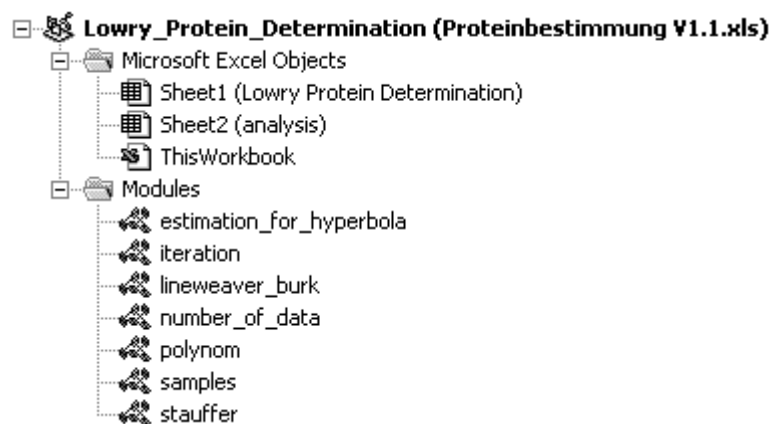 Lowry_Protein_Determination (Proteinbestimmung V1.1.xls)
Microsoft Excel Objects
Sheet1 (Lowry Protein Determination)
Sheet2 (analysis)
ThisWorkbook
Modules
estimation_for_hyperbola
iteration
lineweaver_burk
number_of_data
polynom
samples
stauffer